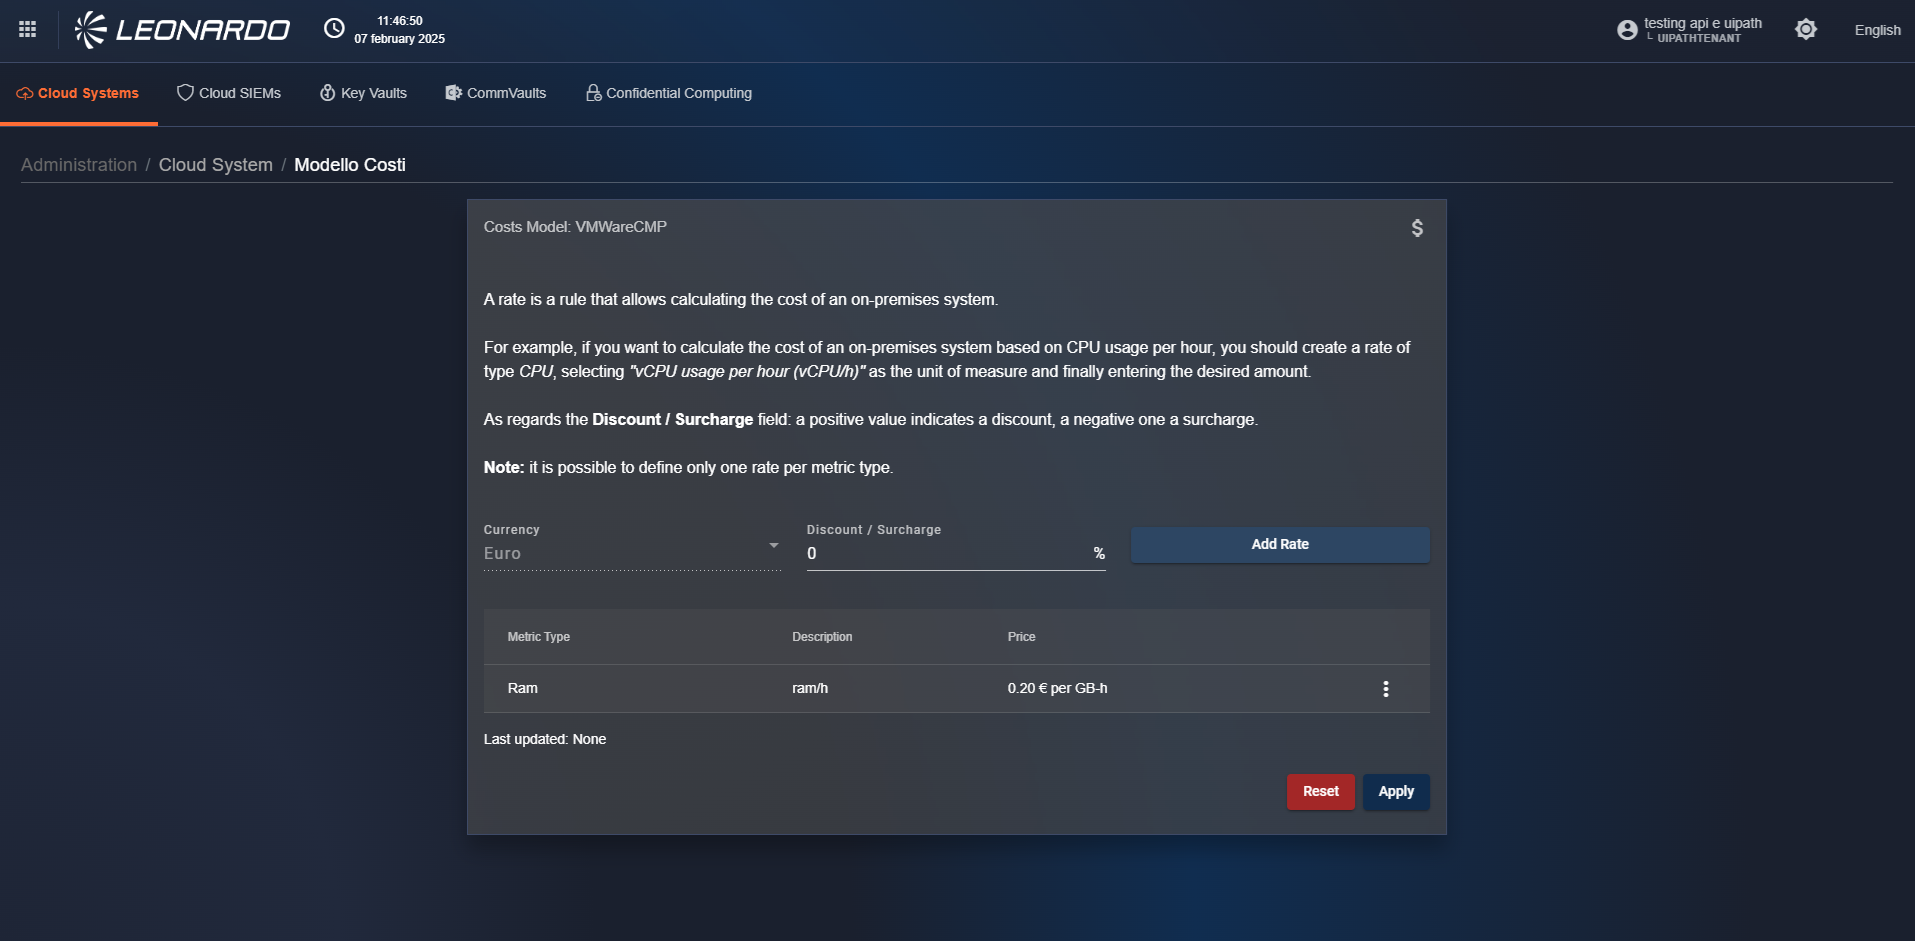 LEONARDO
11:46:50
07 february 2025
testing api e uipath
UIPATHTENANT
English
Cloud Systems
Cloud SIEMs
Key Vaults
CommVaults
Confidential Computing
Administration / Cloud System / Modello Costi
Costs Model: VMWareCMP
$
A rate is a rule that allows calculating the cost of an on-premises system.
For example, if you want to calculate the cost of an on-premises system based on CPU usage per hour, you should create a rate of
type CPU, selecting "vCPU usage per hour (vCPU/h)" as the unit of measure and finally entering the desired amount.
As regards the Discount / Surcharge field: a positive value indicates a discount, a negative one a surcharge.
Note: it is possible to define only one rate per metric type.
Currency
Euro
Discount / Surcharge
0 %
Add Rate
Metric Type Description Price
Ram ram/h 0.20 € per GB-h
Last updated: None
Reset
Apply